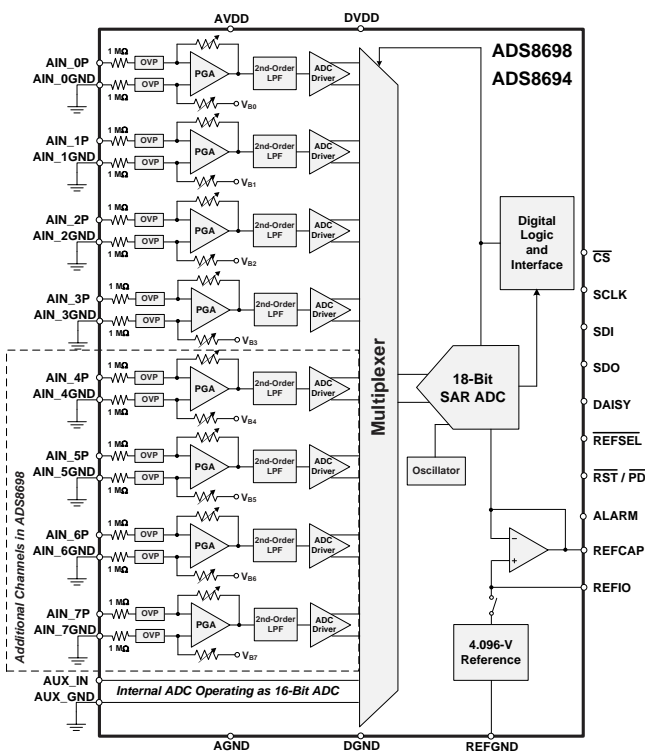 AVDD
DVDD
ADS8698
ADS8694
1 MΩ
AIN_0P
OVP
PGA
2nd-Order LPF
ADC Driver
AIN_0GND
OVP
1 MΩ
VB0
1 MΩ
AIN_1P
OVP
PGA
2nd-Order LPF
ADC Driver
AIN_1GND
OVP
1 MΩ
VB1
1 MΩ
AIN_2P
OVP
PGA
2nd-Order LPF
ADC Driver
AIN_2GND
OVP
1 MΩ
VB2
1 MΩ
AIN_3P
OVP
PGA
2nd-Order LPF
ADC Driver
AIN_3GND
OVP
1 MΩ
VB3
Additional Channels in ADS8698
1 MΩ
AIN_4P
OVP
PGA
2nd-Order LPF
ADC Driver
AIN_4GND
OVP
1 MΩ
VB4
1 MΩ
AIN_5P
OVP
PGA
2nd-Order LPF
ADC Driver
AIN_5GND
OVP
1 MΩ
VB5
1 MΩ
AIN_6P
OVP
PGA
2nd-Order LPF
ADC Driver
AIN_6GND
OVP
1 MΩ
VB6
1 MΩ
AIN_7P
OVP
PGA
2nd-Order LPF
ADC Driver
AIN_7GND
OVP
1 MΩ
VB7
AUX_IN
AUX_GND
Internal ADC Operating as 16-Bit ADC
Multiplexer
Digital
Logic
and
Interface
18-Bit
SAR ADC
Oscillator
−
+
4.096-V
Reference
CS
SCLK
SDI
SDO
DAISY
REFSEL
RST / PD
ALARM
REFCAP
REFIO
AGND
DGND
REFGND